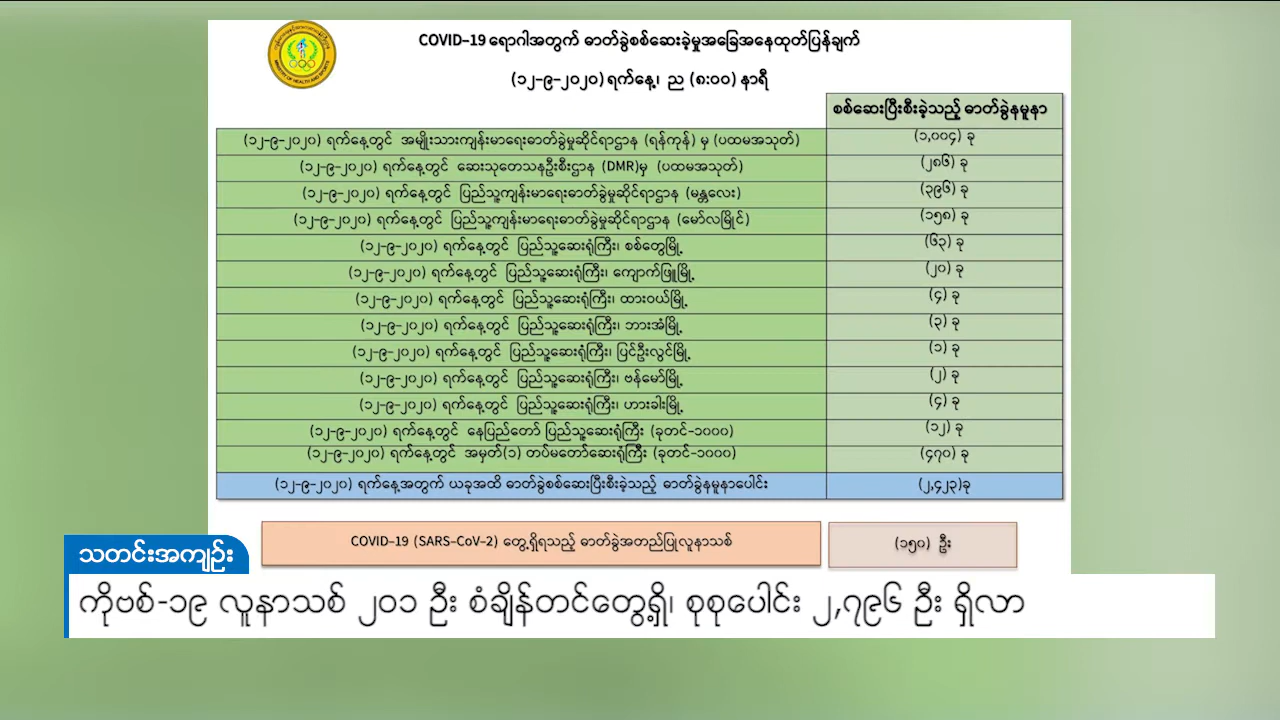 COVID-19 ရောဂါအတွက် ဓာတ်ခွဲစစ်ဆေးခဲ့မှုအခြေအနေထုတ်ပြန်ချက်
(၁၂-၉-၂၀၂၀) ရက်နေ့၊ ည (၈:၀၀) နာရီ
စစ်ဆေးပြီးစီးခဲ့သည့် ဓာတ်ခွဲနမူနာ
(၁၂-၉-၂၀၂၀) ရက်နေ့တွင် အမျိုးသားကျန်းမာရေးဓာတ်ခွဲမှုဆိုင်ရာဌာန (ရန်ကုန်) မှ (ပထမအသုတ်) (၁,၀၀၄) ခု
(၁၂-၉-၂၀၂၀) ရက်နေ့တွင် ဆေးသုတေသနဦးစီးဌာန (DMR)မှ (ပထမအသုတ်) (၂၈၆) ခု
(၁၂-၉-၂၀၂၀) ရက်နေ့တွင် ပြည်သူ့ကျန်းမာရေးဓာတ်ခွဲမှုဆိုင်ရာဌာန (မန္တလေး) (၃၉၆) ခု
(၁၂-၉-၂၀၂၀) ရက်နေ့တွင် ပြည်သူ့ကျန်းမာရေးဓာတ်ခွဲမှုဆိုင်ရာဌာန (မော်လမြိုင်) (၁၅၈) ခု
(၁၂-၉-၂၀၂၀) ရက်နေ့တွင် ပြည်သူ့ဆေးရုံကြီး၊ စစ်တွေမြို့ (၆၃) ခု
(၁၂-၉-၂၀၂၀) ရက်နေ့တွင် ပြည်သူ့ဆေးရုံကြီး၊ ကျောက်ဖြူမြို့ (၂၀) ခု
(၁၂-၉-၂၀၂၀) ရက်နေ့တွင် ပြည်သူ့ဆေးရုံကြီး၊ ထားဝယ်မြို့ (၄) ခု
(၁၂-၉-၂၀၂၀) ရက်နေ့တွင် ပြည်သူ့ဆေးရုံကြီး၊ ဘားအံမြို့ (၃) ခု
(၁၂-၉-၂၀၂၀) ရက်နေ့တွင် ပြည်သူ့ဆေးရုံကြီး၊ ပြင်ဦးလွင်မြို့ (၁) ခု
(၁၂-၉-၂၀၂၀) ရက်နေ့တွင် ပြည်သူ့ဆေးရုံကြီး၊ ဗန်မော်မြို့ (၂) ခု
(၁၂-၉-၂၀၂၀) ရက်နေ့တွင် ပြည်သူ့ဆေးရုံကြီး၊ ဟားခါးမြို့ (၄) ခု
(၁၂-၉-၂၀၂၀) ရက်နေ့တွင် နေပြည်တော် ပြည်သူ့ဆေးရုံကြီး (ခုတင်-၁၀၀၀) (၁၂) ခု
(၁၂-၉-၂၀၂၀) ရက်နေ့တွင် အမှတ်(၁) တပ်မတော်ဆေးရုံကြီး (ခုတင်-၁၀၀၀) (၄၇၀) ခု
(၁၂-၉-၂၀၂၀) ရက်နေ့အတွက် ယခုအထိ ဓာတ်ခွဲစစ်ဆေးပြီးစီးခဲ့သည့် ဓာတ်ခွဲနမူနာပေါင်း (၂,၄၂၃)ခု
COVID-19 (SARS-CoV-2) တွေ့ရှိရသည့် ဓာတ်ခွဲအတည်ပြုလူနာသစ် (၁၅၀) ဦး
သတင်းအကျဉ်း
ကိုဗစ်-၁၉ လူနာသစ် ၂၀၁ ဦး စံချိန်တင်တွေ့ရှိ၊ စုစုပေါင်း ၂,၇၉၆ ဦး ရှိလာ